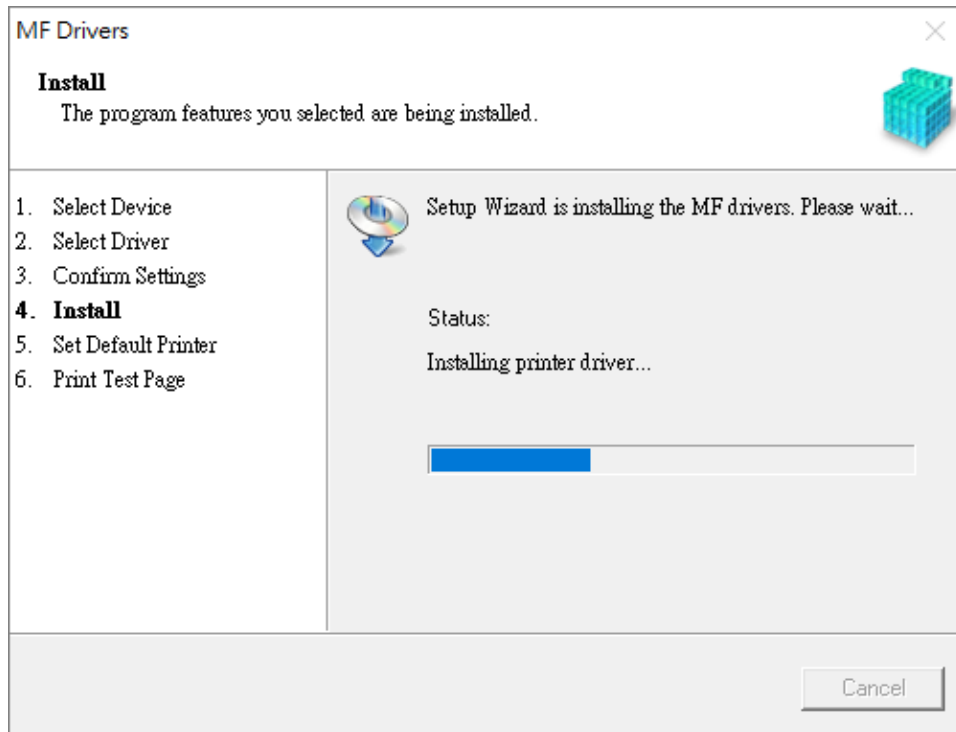 MF Drivers
Install
The program features you selected are being installed.
1. Select Device
2. Select Driver
3. Confirm Settings
4. Install
5. Set Default Printer
6. Print Test Page
Setup Wizard is installing the MF drivers. Please wait...
Status:
Installing printer driver...
Cancel